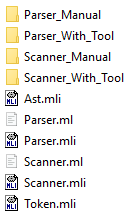 Parser_Manual
Parser_With_Tool
Scanner_Manual
Scanner_With_Tool
Ast.mli
Parser.ml
Parser.mli
Scanner.ml
Scanner.mli
Token.mli